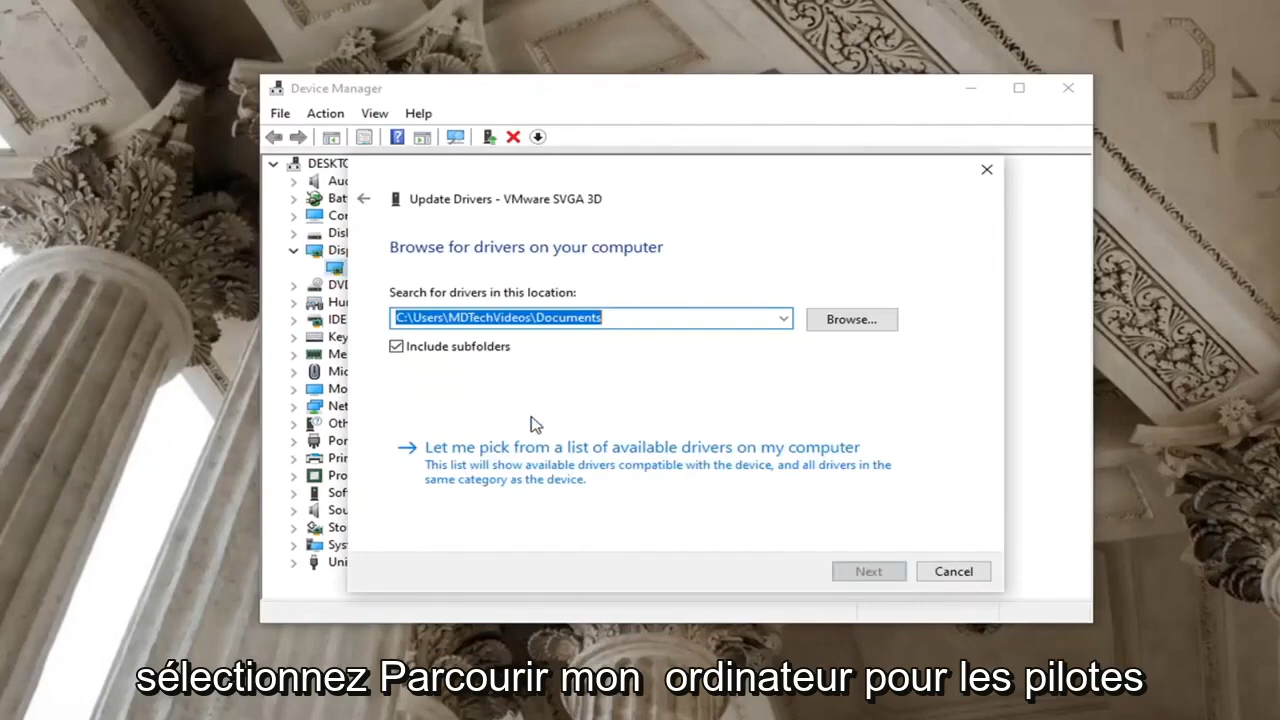 Device Manager
File Action View Help
DESKT
Auc
Bat
Cor
Disl
Disp
DVD
Hur
IDE
Key
Me
Mic
Mo
Net
Oth
Por
Prin
Pro
Sof
Sou
Sto
Sys
Uni
Update Drivers - VMware SVGA 3D
Browse for drivers on your computer
Search for drivers in this location:
C:\Users\MDTechVideos\Documents
Browse...
Include subfolders
Let me pick from a list of available drivers on my computer
This list will show available drivers compatible with the device, and all drivers in the
same category as the device.
Next Cancel
sélectionnez Parcourir mon ordinateur pour les pilotes